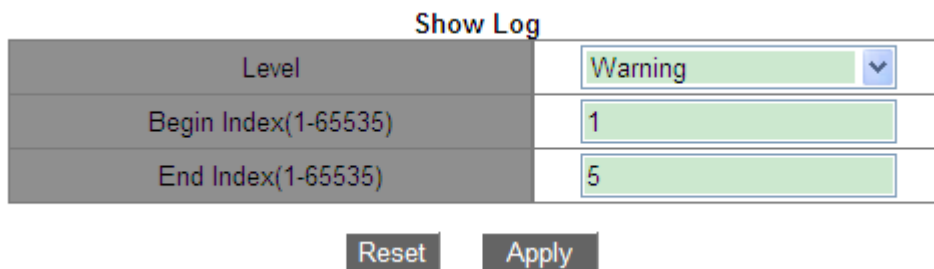 Show Log
Level Warning
Begin Index(1-65535) 1
End Index(1-65535) 5
Reset Apply